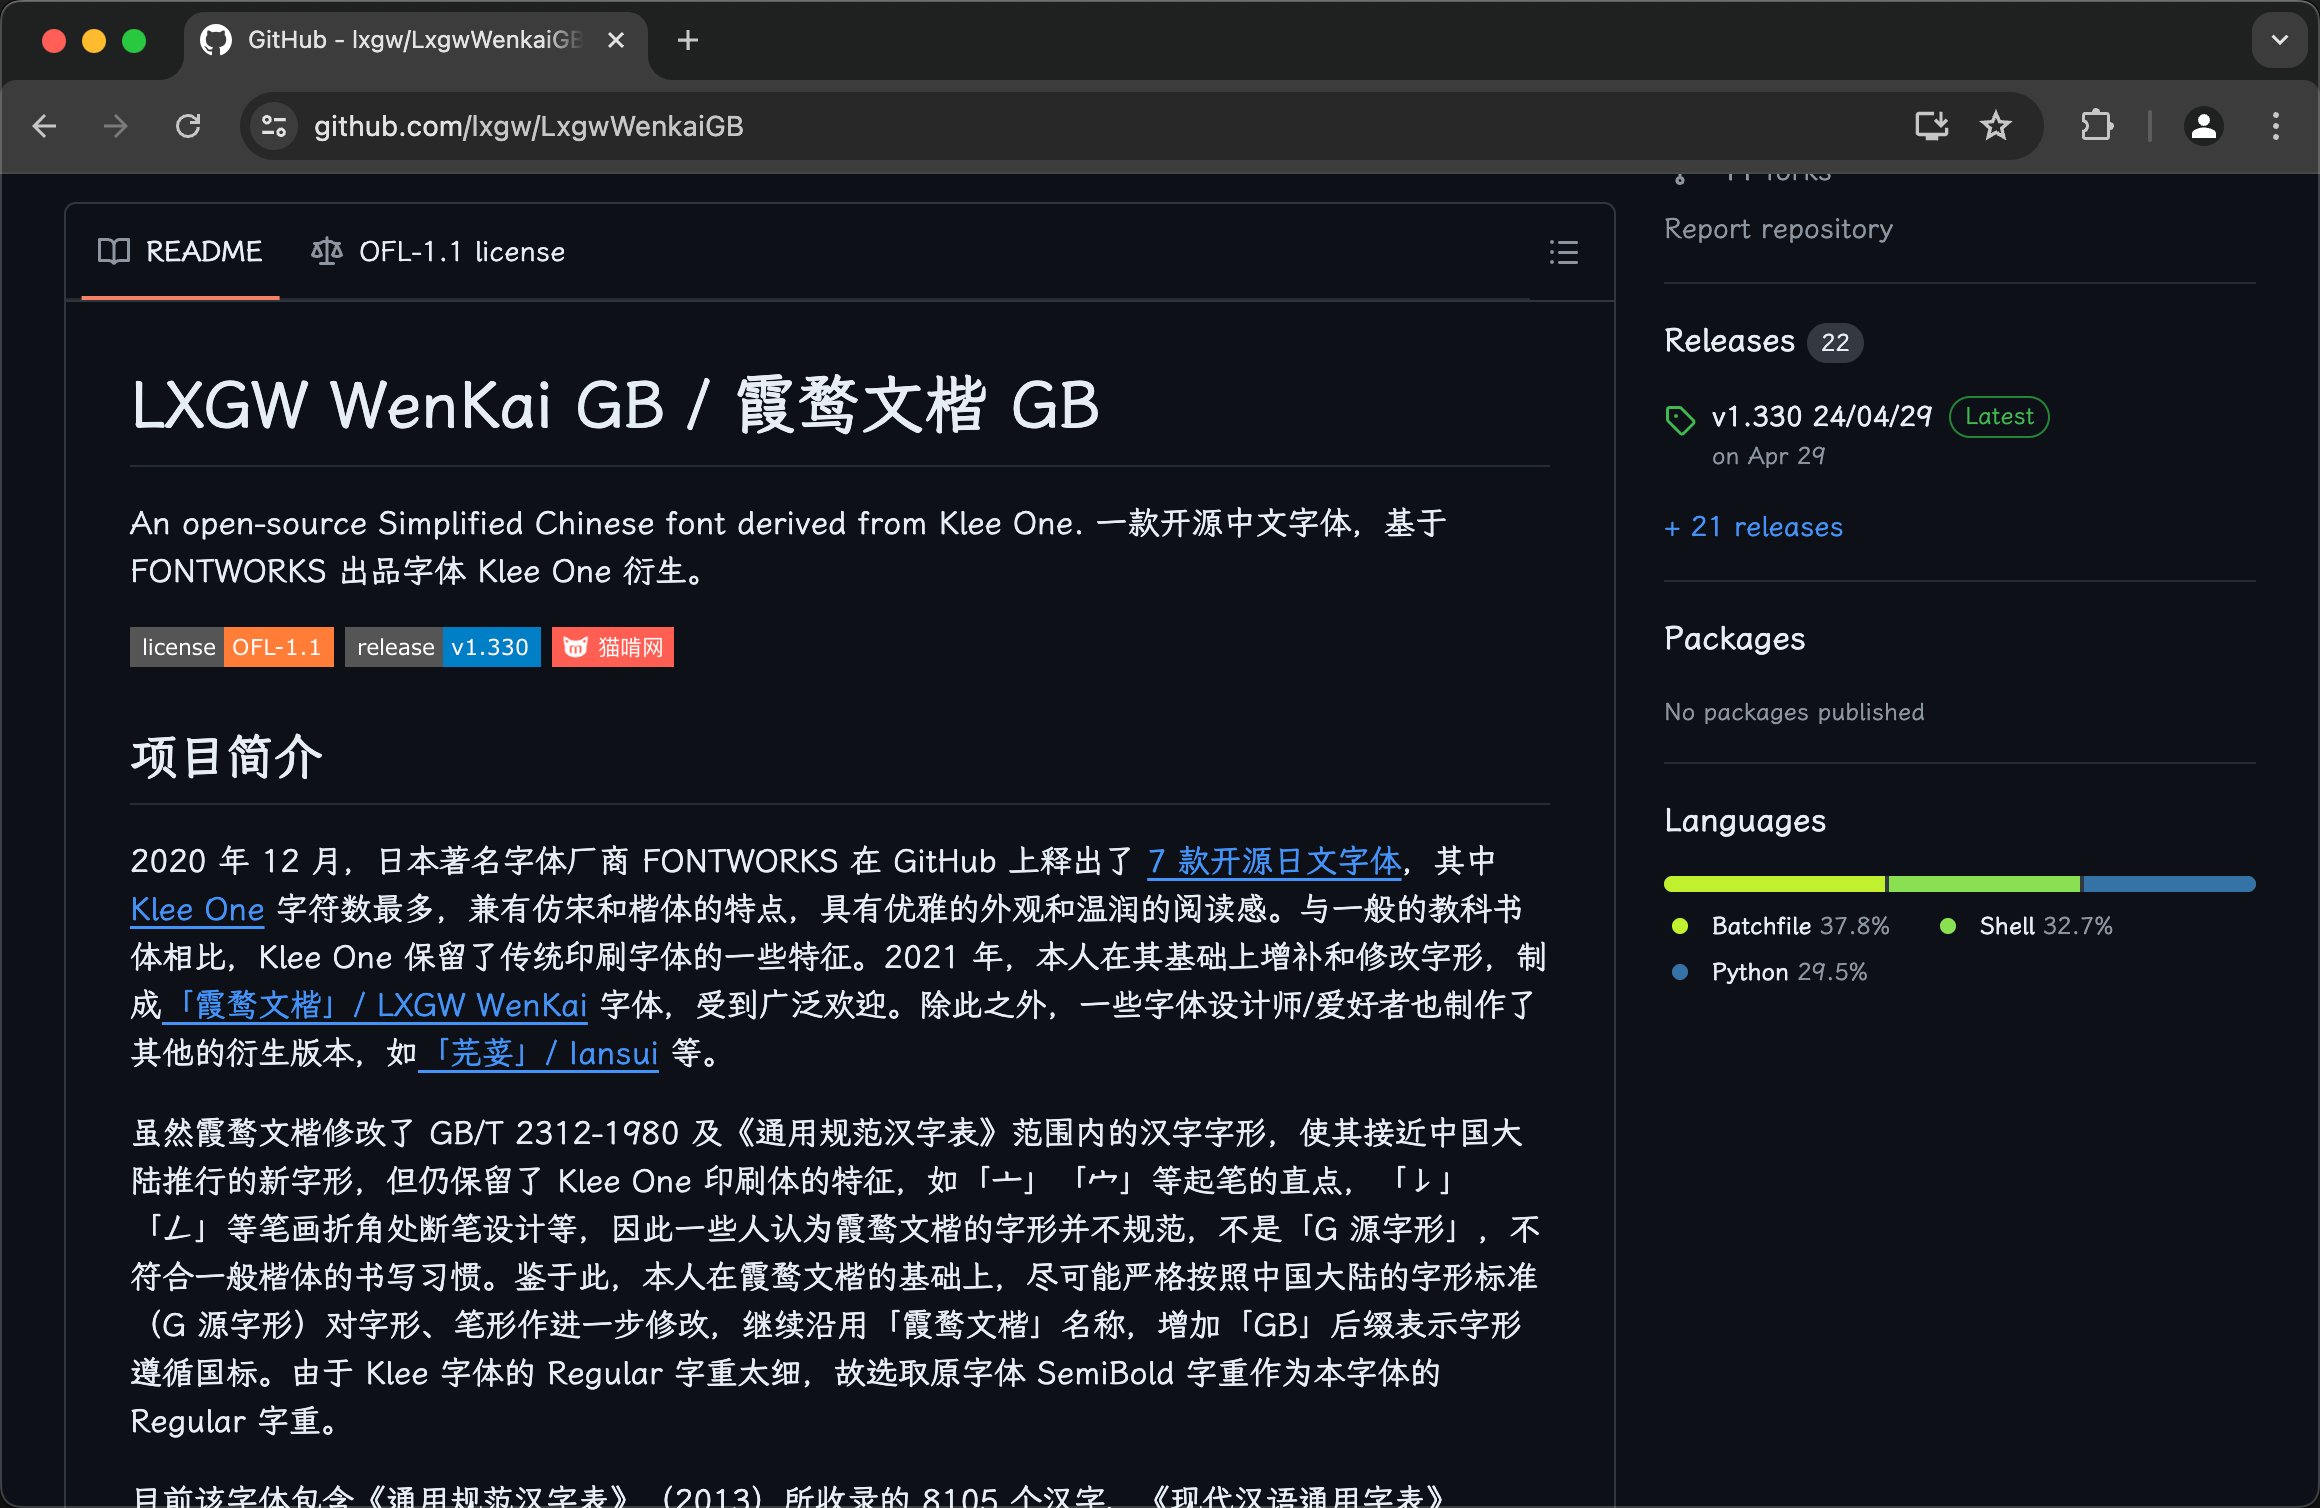 GitHub - lxgw/LxgwWenkaiGB
github.com/lxgw/LxgwWenkaiGB
forks
Report repository
README
OFL-1.1 license
Releases 22
v1.330 24/04/29 Latest
on Apr 29
+ 21 releases
Packages
No packages published
Languages
Batchfile 37.8%
Shell 32.7%
Python 29.5%
LXGW WenKai GB / 霞鹜文楷 GB
An open-source Simplified Chinese font derived from Klee One. 一款开源中文字体，基于
FONTWORKS 出品字体 Klee One 衍生。
license OFL-1.1
release v1.330
猫啃网
项目简介
2020 年 12 月，日本著名字体厂商 FONTWORKS 在 GitHub 上释出了 7 款开源日文字体，其中
Klee One 字符数最多，兼有仿宋和楷体的特点，具有优雅的外观和温润的阅读感。与一般的教科书
体相比，Klee One 保留了传统印刷字体的一些特征。2021 年，本人在其基础上增补和修改字形，制
成「霞鹜文楷」/ LXGW WenKai 字体，受到广泛欢迎。除此之外，一些字体设计师/爱好者也制作了
其他的衍生版本，如「芫荽」/ Iansui 等。
虽然霞鹜文楷修改了 GB/T 2312-1980 及《通用规范汉字表》范围内的汉字字形，使其接近中国大
陆推行的新字形，但仍保留了 Klee One 印刷体的特征，如「亠」「宀」等起笔的直点，「㇙」
「𠃋」等笔画折角处断笔设计等，因此一些人认为霞鹜文楷的字形并不规范，不是「G 源字形」，不
符合一般楷体的书写习惯。鉴于此，本人在霞鹜文楷的基础上，尽可能严格按照中国大陆的字形标准
（G 源字形）对字形、笔形作进一步修改，继续沿用「霞鹜文楷」名称，增加「GB」后缀表示字形
遵循国标。由于 Klee 字体的 Regular 字重太细，故选取原字体 SemiBold 字重作为本字体的
Regular 字重。
目前该字体包含《通用规范汉字表》（2013）所收录的 8105 个汉字，《现代汉语通用字表》